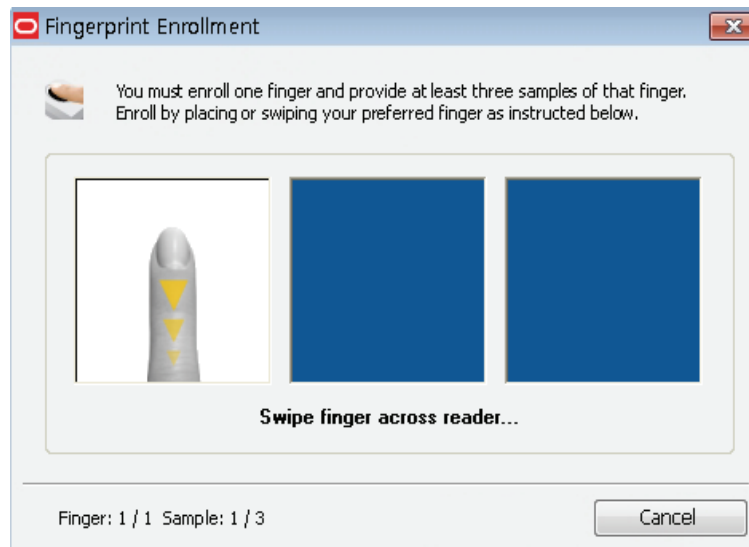 Fingerprint Enrollment
You must enroll one finger and provide at least three samples of that finger.
Enroll by placing or swiping your preferred finger as instructed below.
Swipe finger across reader...
Finger: 1 / 1 Sample: 1 / 3
Cancel